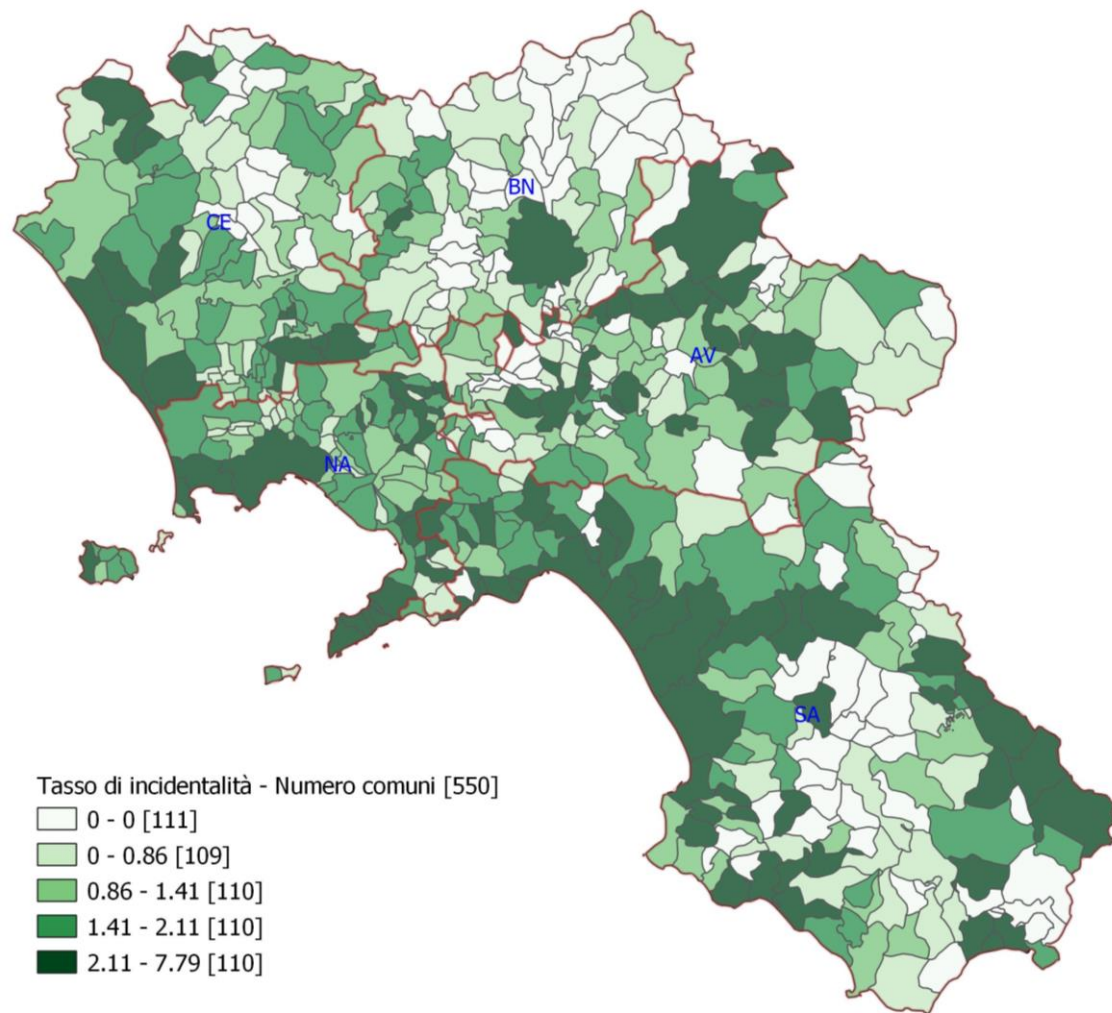 BN
CE
AV
NA
SA
Tasso di incidentalità - Numero comuni [550]
0 - 0 [111]
0 - 0.86 [109]
0.86 - 1.41 [110]
1.41 - 2.11 [110]
2.11 - 7.79 [110]